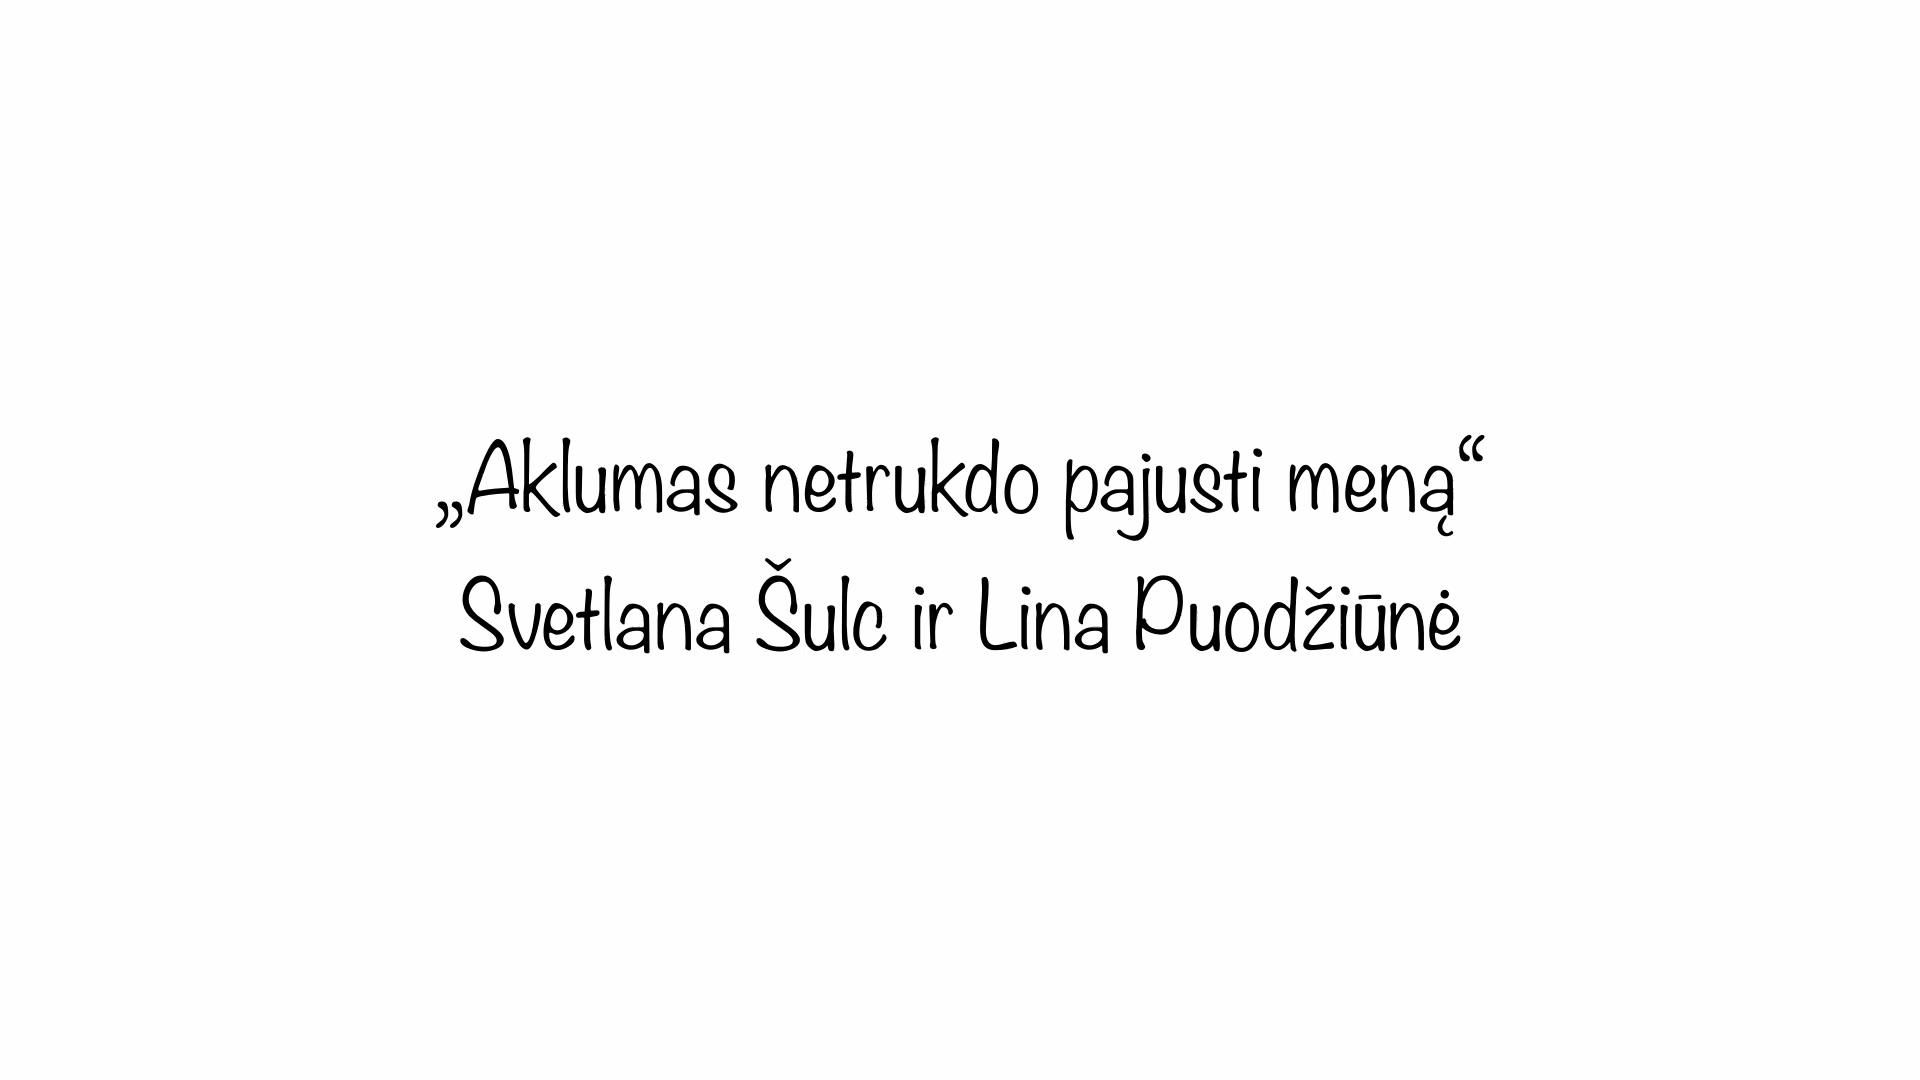 „Aklumas netrukdo pajusti meną“
Svetlana Šulc ir Lina Puodžiūnė